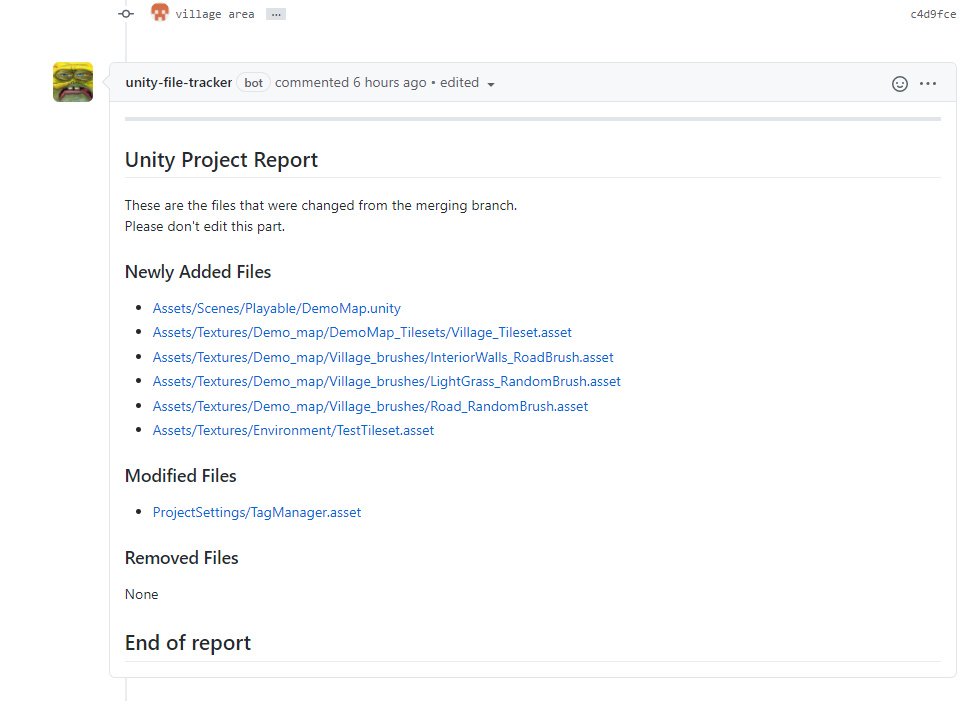 village area ...
c4d9fce
unity-file-tracker bot commented 6 hours ago • edited
Unity Project Report
These are the files that were changed from the merging branch.
Please don't edit this part.
Newly Added Files
Assets/Scenes/Playable/DemoMap.unity
Assets/Textures/Demo_map/DemoMap_Tilesets/Village_Tileset.asset
Assets/Textures/Demo_map/Village_brushes/InteriorWalls_RoadBrush.asset
Assets/Textures/Demo_map/Village_brushes/LightGrass_RandomBrush.asset
Assets/Textures/Demo_map/Village_brushes/Road_RandomBrush.asset
Assets/Textures/Environment/TestTileset.asset
Modified Files
ProjectSettings/TagManager.asset
Removed Files
None
End of report